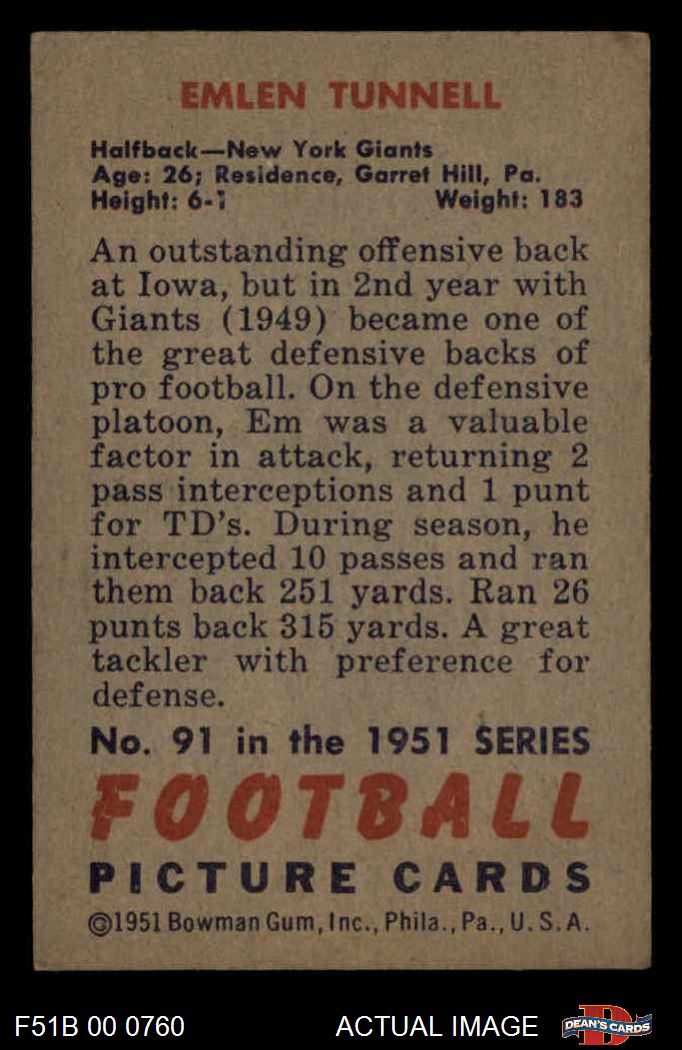 EMLEN TUNNELL
Halfback—New York Giants
Age: 26; Residence, Garret Hill, Pa.
Height: 6-1 Weight: 183
An outstanding offensive back
at Iowa, but in 2nd year with
Giants (1949) became one of
the great defensive backs of
pro football. On the defensive
platoon, Em was a valuable
factor in attack, returning 2
pass interceptions and 1 punt
for TD's. During season, he
intercepted 10 passes and ran
them back 251 yards. Ran 26
punts back 315 yards. A great
tackler with preference for
defense.
No. 91 in the 1951 SERIES
FOOTBALL
PICTURE CARDS
©1951 Bowman Gum, Inc., Phila., Pa., U. S. A.
F51B 00 0760 ACTUAL IMAGE D DEAN'S CARDS